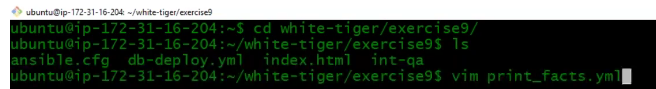 ubuntu@ip-172-31-16-204: ~/white-tiger/exercise9
ubuntu@ip-172-31-16-204:~$ cd white-tiger/exercise9/
ubuntu@ip-172-31-16-204:~/white-tiger/exercise9$ ls
ansible.cfg  db-deploy.yml  index.html  int-qa
ubuntu@ip-172-31-16-204:~/white-tiger/exercise9$ vim print_facts.yml